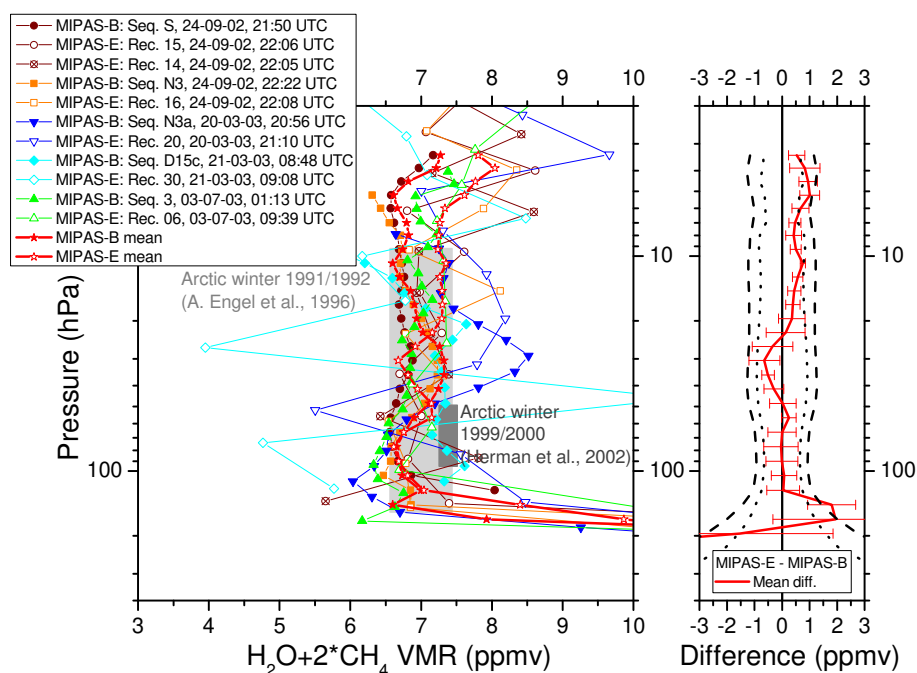 MIPAS-B: Seq. S, 24-09-02, 21:50 UTC
MIPAS-E: Rec. 15, 24-09-02, 22:06 UTC
MIPAS-E: Rec. 14, 24-09-02, 22:05 UTC
MIPAS-B: Seq. N3, 24-09-02, 22:22 UTC
MIPAS-E: Rec. 16, 24-09-02, 22:08 UTC
MIPAS-B: Seq. N3a, 20-03-03, 20:56 UTC
MIPAS-E: Rec. 20, 20-03-03, 21:10 UTC
MIPAS-B: Seq. D15c, 21-03-03, 08:48 UTC
MIPAS-E: Rec. 30, 21-03-03, 09:08 UTC
MIPAS-B: Seq. 3, 03-07-03, 01:13 UTC
MIPAS-E: Rec. 06, 03-07-03, 09:39 UTC
MIPAS-B mean
MIPAS-E mean
7 8 9 10
-3 -2 -1 0 1 2 3
10
10
Arctic winter 1991/1992
(A. Engel et al., 1996)
Pressure (hPa)
Arctic winter
1999/2000
(Herman et al., 2002)
100
100
MIPAS-E - MIPAS-B
Mean diff.
3 4 5 6 7 8 9 10
-3 -2 -1 0 1 2 3
H₂O+2*CH₄ VMR (ppmv)
Difference (ppmv)